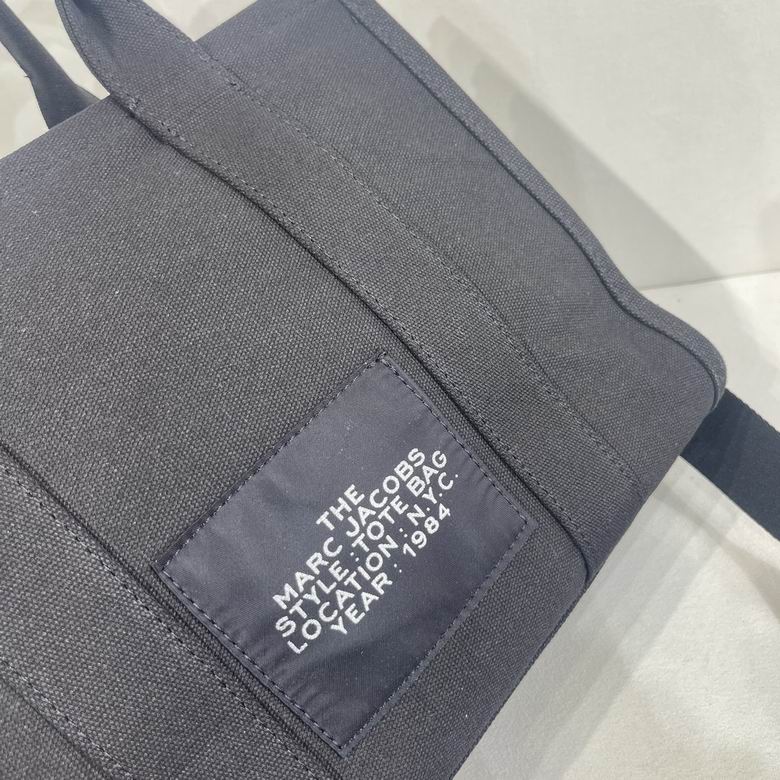 THE
MARC JACOBS
STYLE : TOTE BAG
LOCATION : N.Y.C.
YEAR : 1984